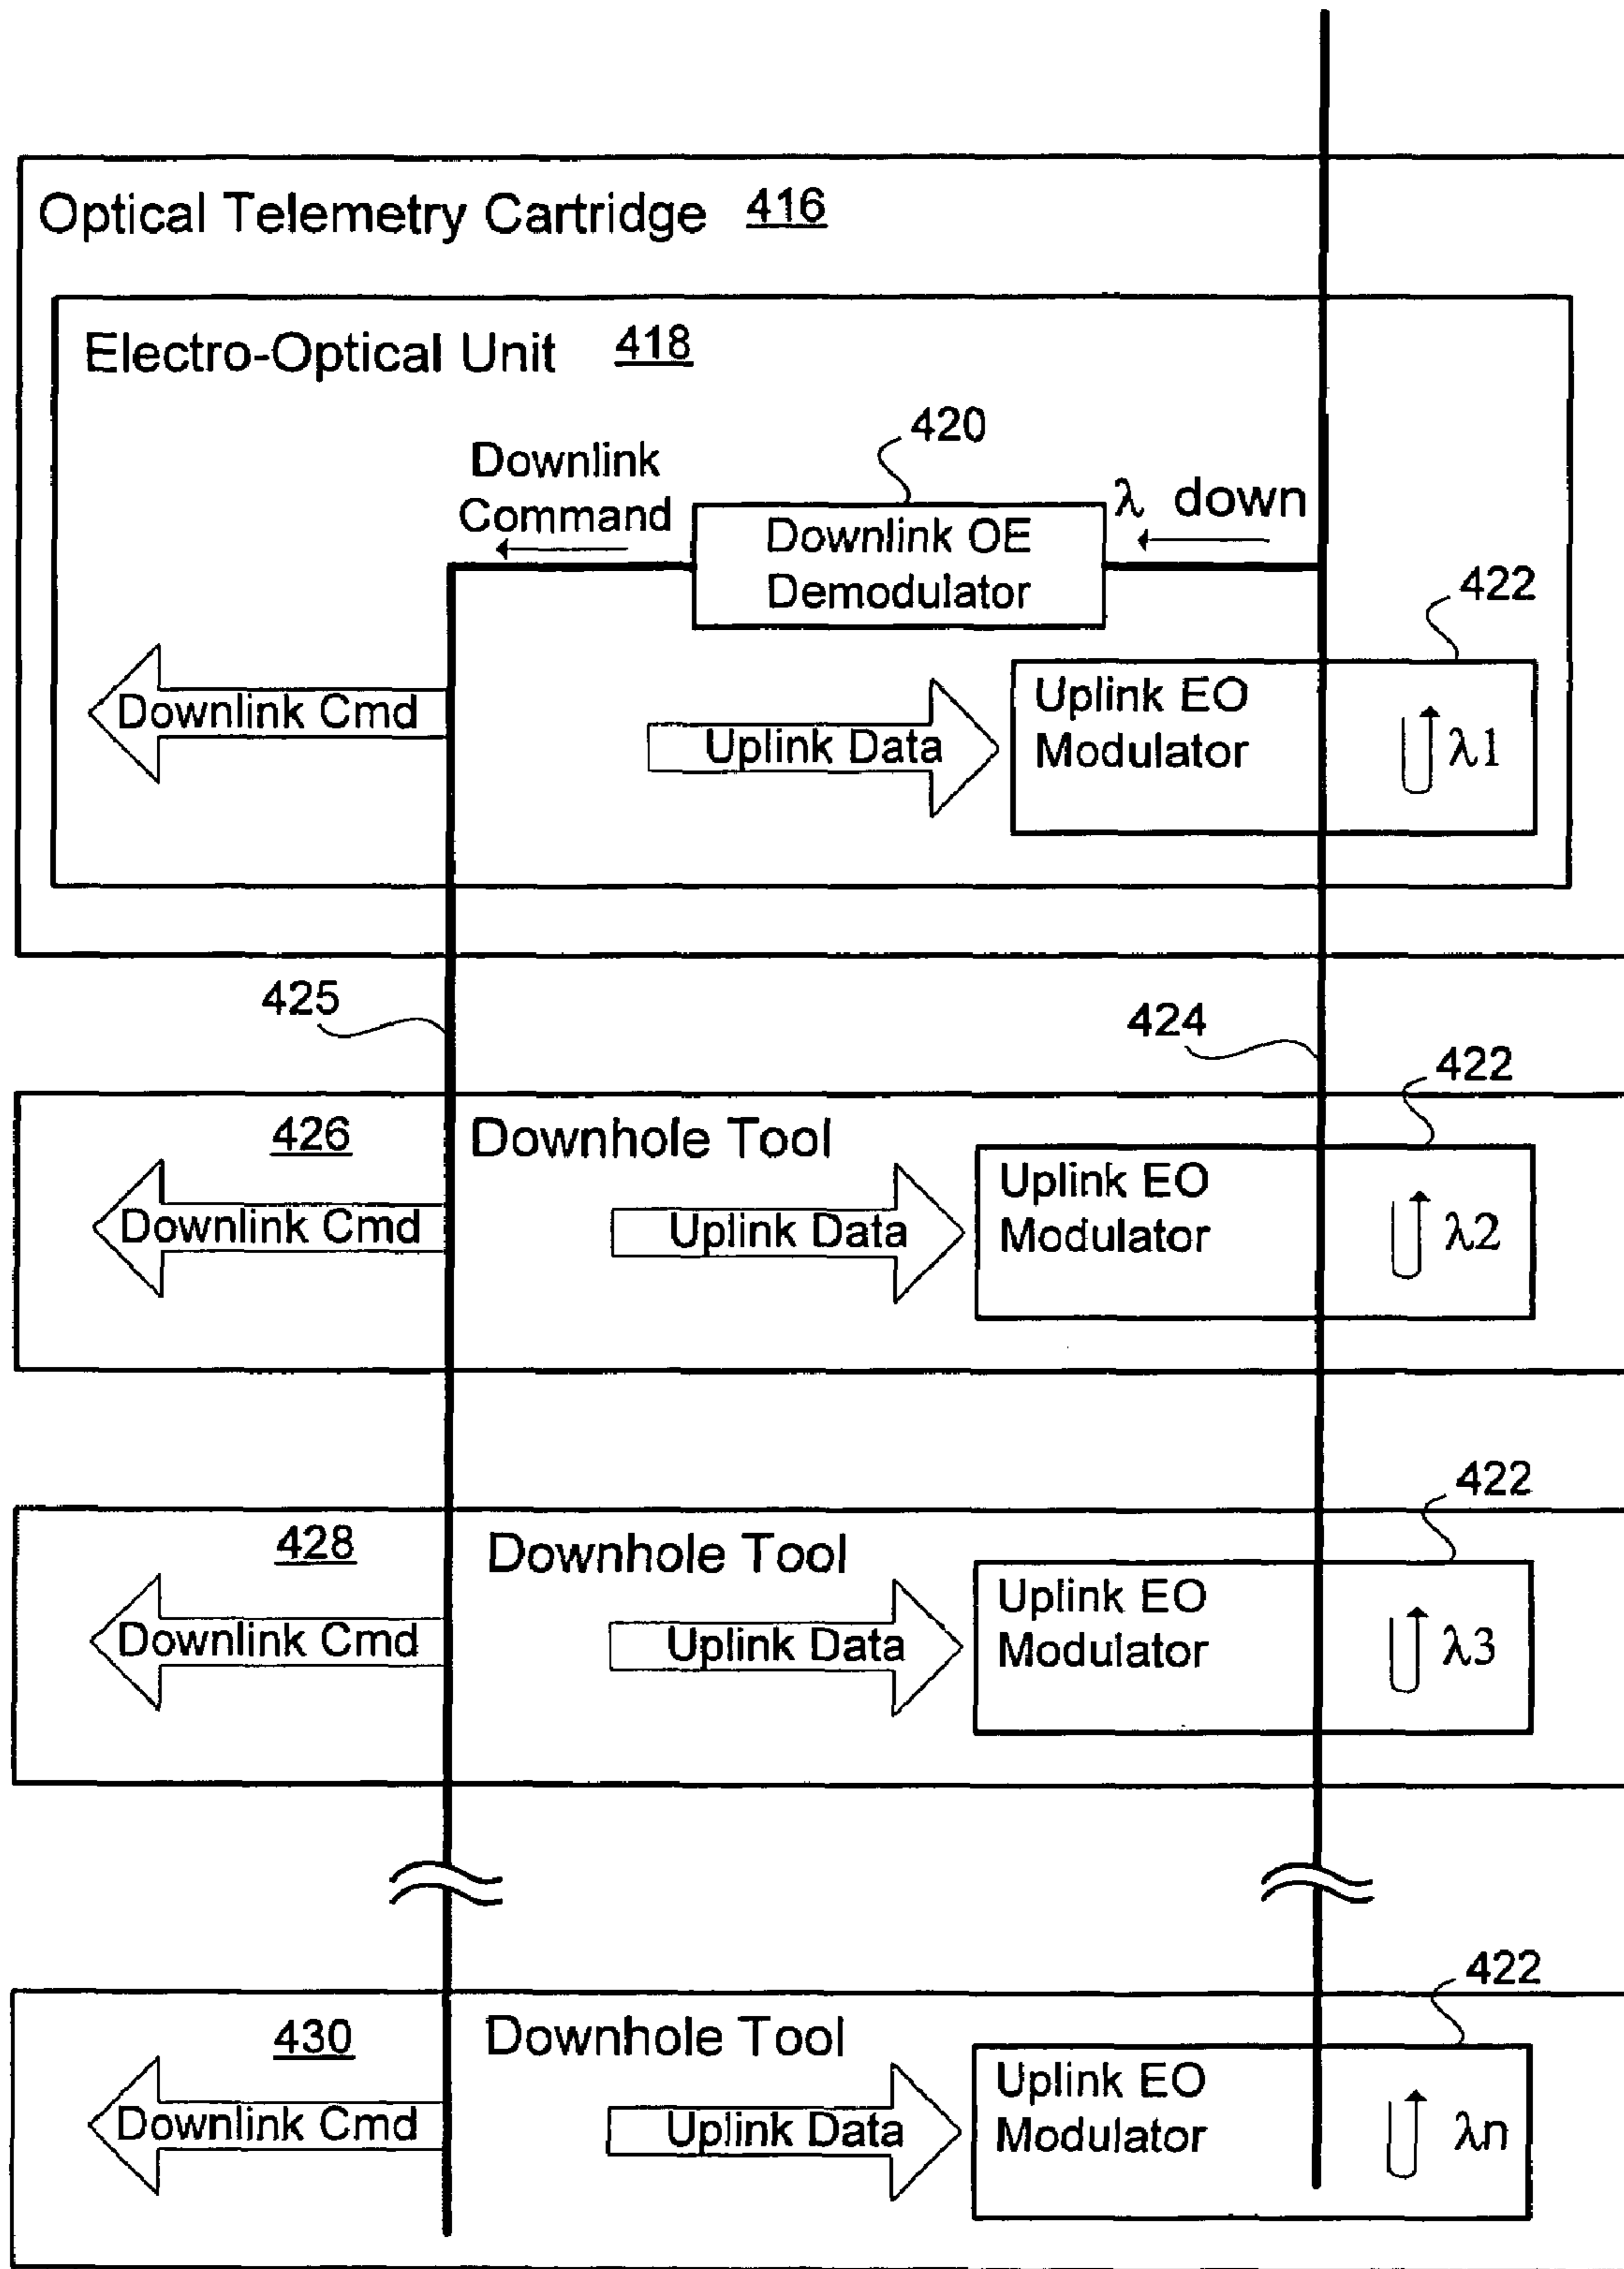 Optical Telemetry Cartridge 416
Electro-Optical Unit 418
420
Downlink
Command
λ down
Downlink OE
Demodulator
422
Downlink Cmd
Uplink Data
Uplink EO
Modulator
λ1
425
424
422
426
Downhole Tool
Downlink Cmd
Uplink Data
Uplink EO
Modulator
λ2
422
428
Downhole Tool
Downlink Cmd
Uplink Data
Uplink EO
Modulator
λ3
422
430
Downhole Tool
Downlink Cmd
Uplink Data
Uplink EO
Modulator
λn